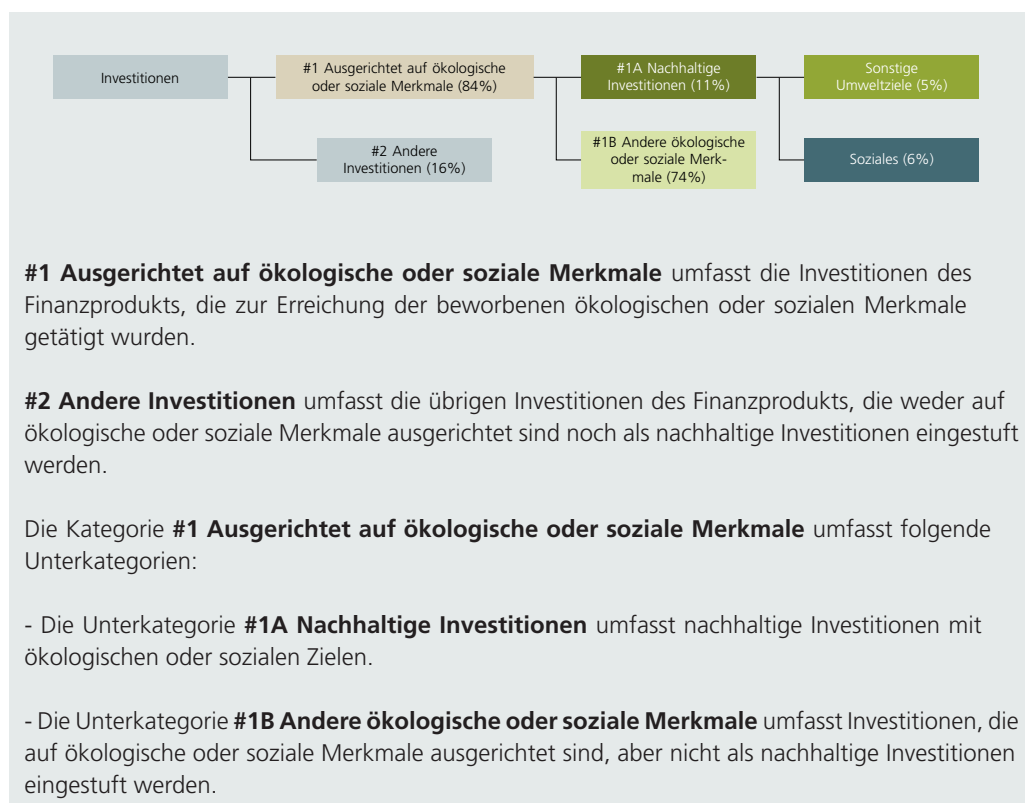 Investitionen
#1 Ausgerichtet auf ökologische
oder soziale Merkmale (84%)
#1A Nachhaltige
Investitionen (11%)
Sonstige
Umweltziele (5%)
#2 Andere
Investitionen (16%)
#1B Andere ökologische
oder soziale Merk-
male (74%)
Soziales (6%)
#1 Ausgerichtet auf ökologische oder soziale Merkmale umfasst die Investitionen des
Finanzprodukts, die zur Erreichung der beworbenen ökologischen oder sozialen Merkmale
getätigt wurden.
#2 Andere Investitionen umfasst die übrigen Investitionen des Finanzprodukts, die weder auf
ökologische oder soziale Merkmale ausgerichtet sind noch als nachhaltige Investitionen eingestuft
werden.
Die Kategorie #1 Ausgerichtet auf ökologische oder soziale Merkmale umfasst folgende
Unterkategorien:
- Die Unterkategorie #1A Nachhaltige Investitionen umfasst nachhaltige Investitionen mit
ökologischen oder sozialen Zielen.
- Die Unterkategorie #1B Andere ökologische oder soziale Merkmale umfasst Investitionen, die
auf ökologische oder soziale Merkmale ausgerichtet sind, aber nicht als nachhaltige Investitionen
eingestuft werden.